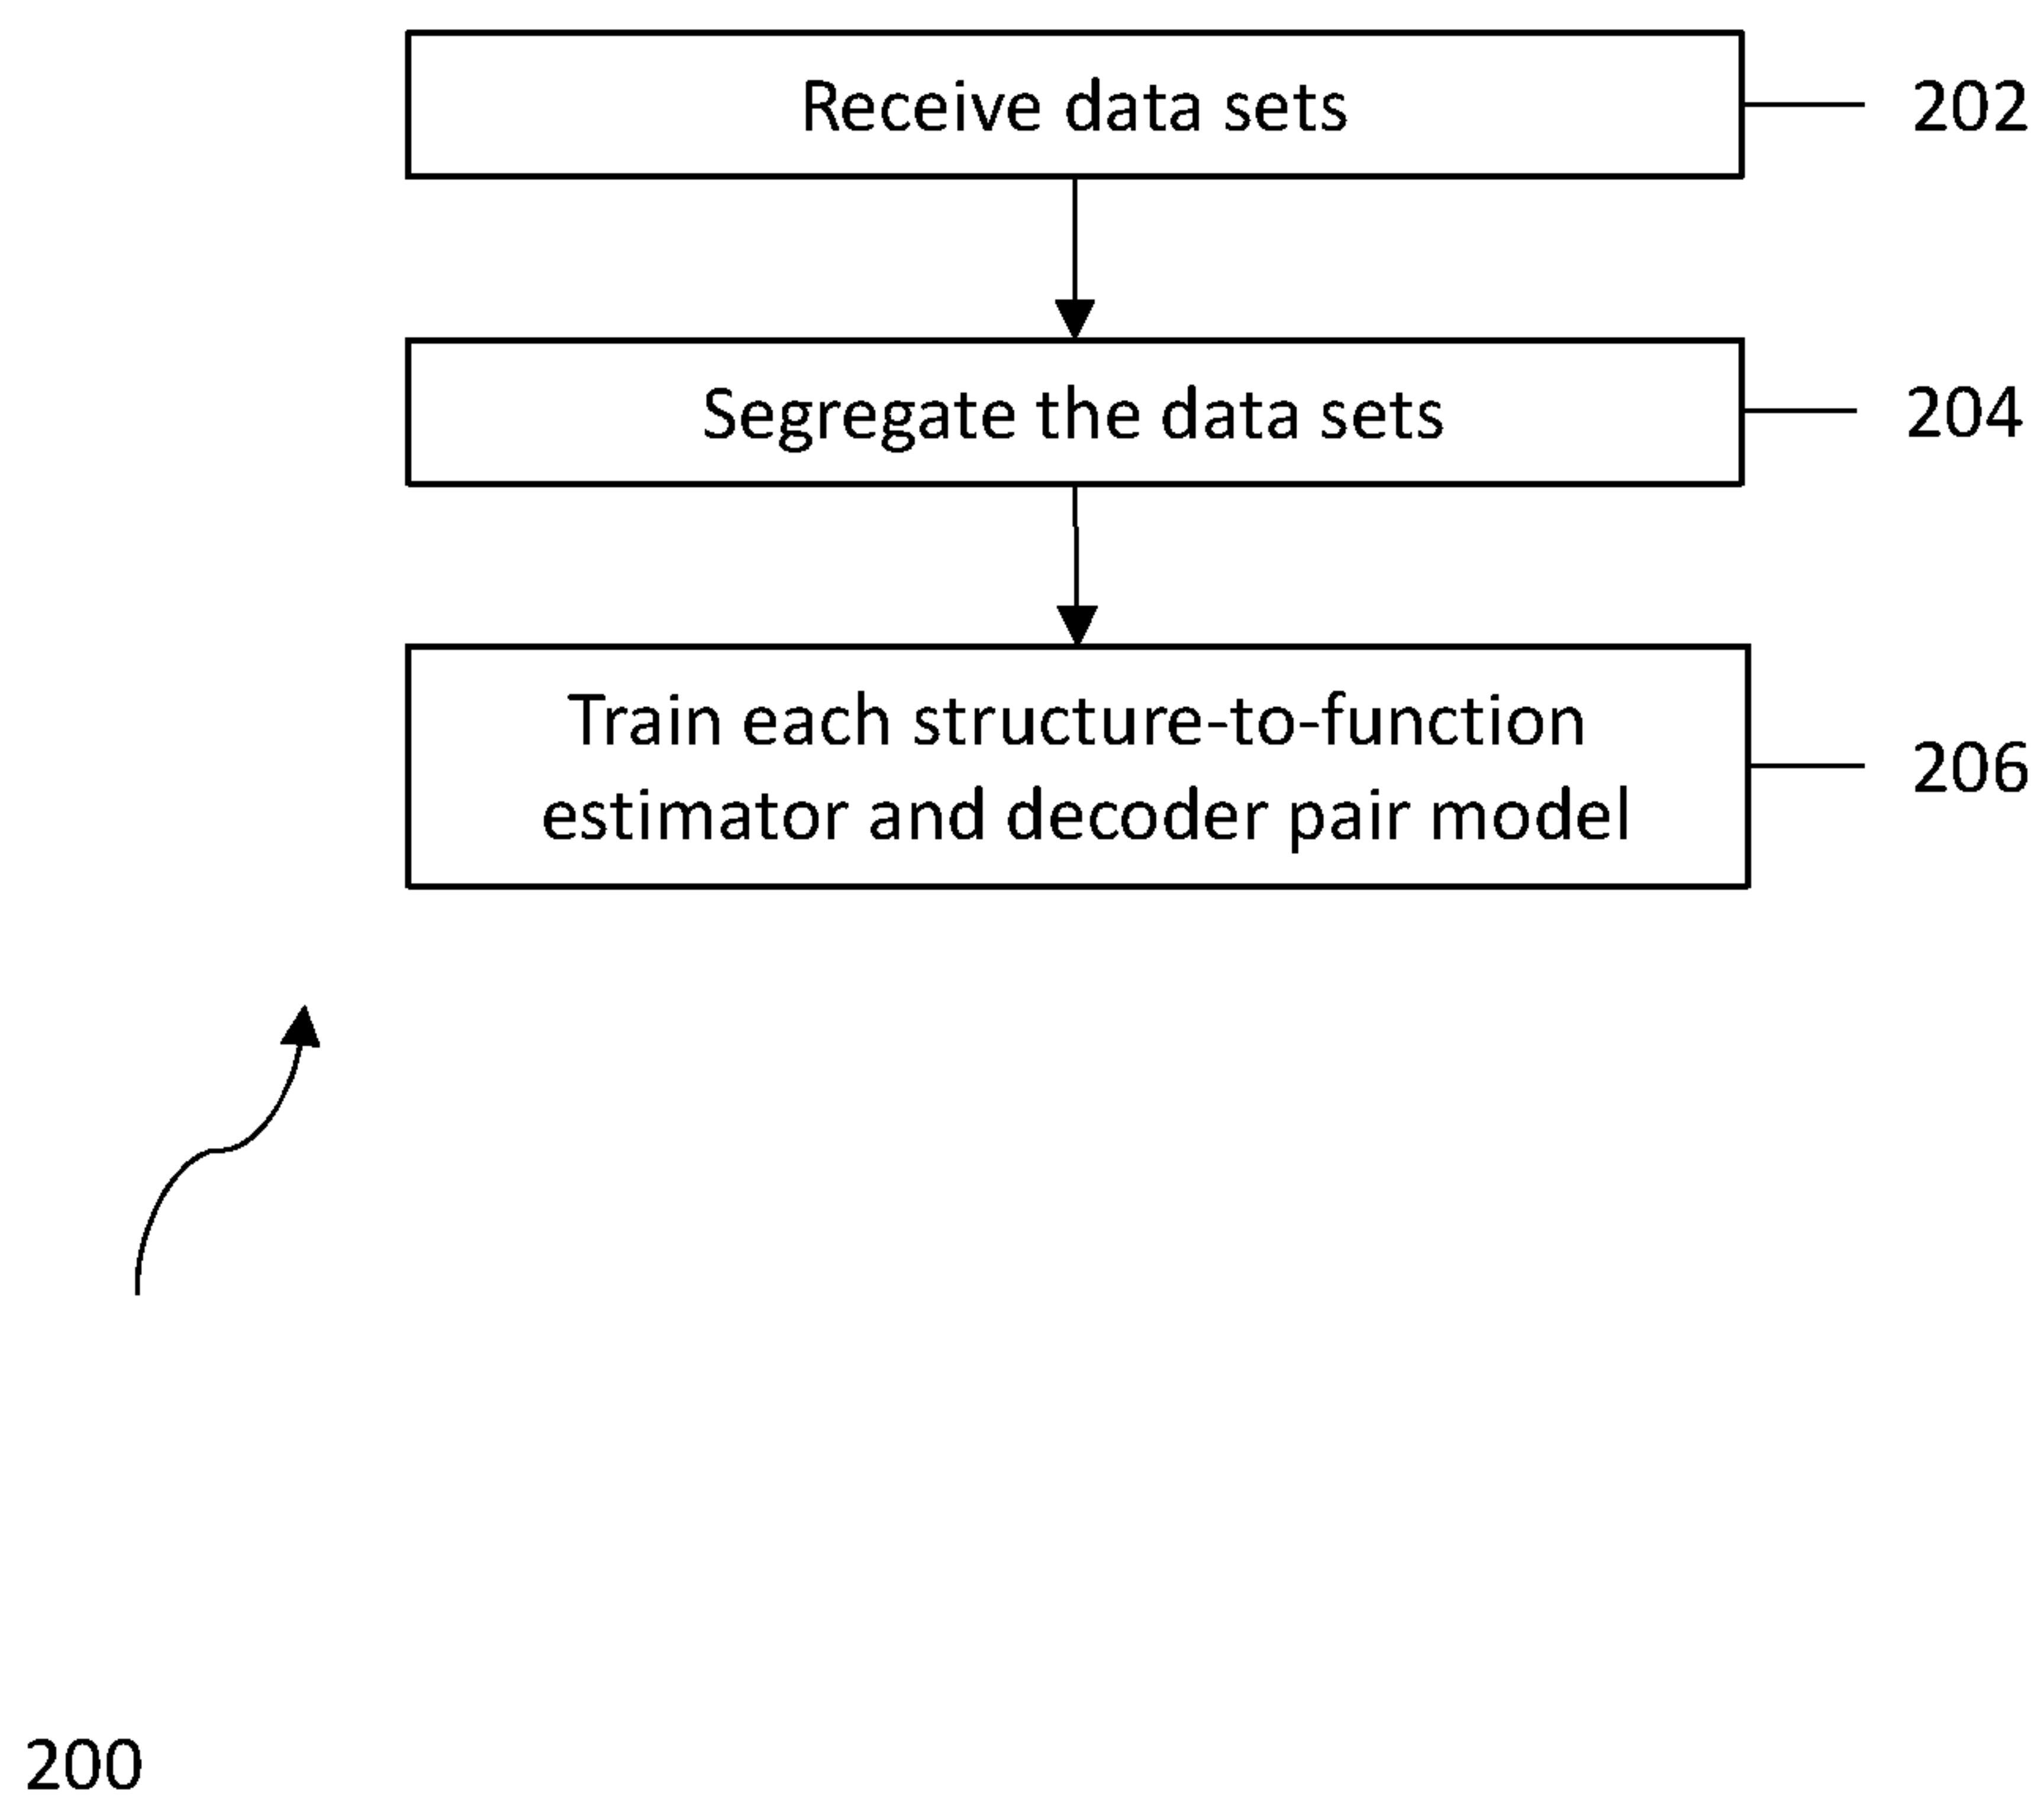 Receive data sets
202
Segregate the data sets
204
Train each structure-to-function
estimator and decoder pair model
206
200